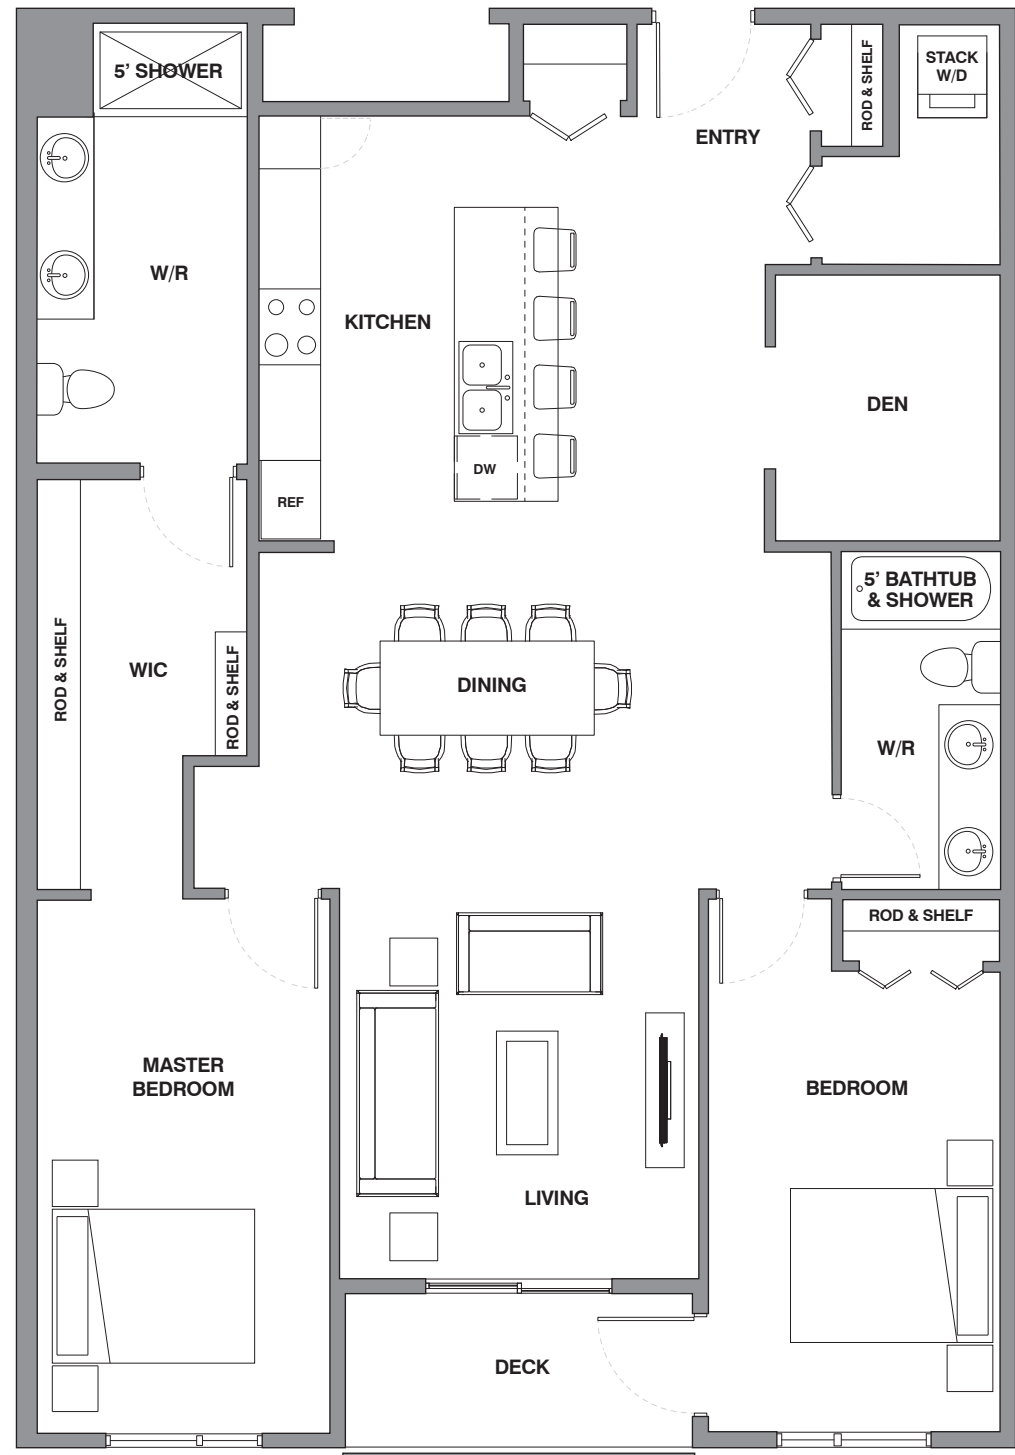 5’ SHOWER
STACK
W/D
ROD & SHELF
ENTRY
W/R
KITCHEN
DEN
DW
REF
5’ BATHTUB
& SHOWER
ROD & SHELF
WIC
ROD & SHELF
DINING
W/R
ROD & SHELF
MASTER
BEDROOM
BEDROOM
LIVING
DECK